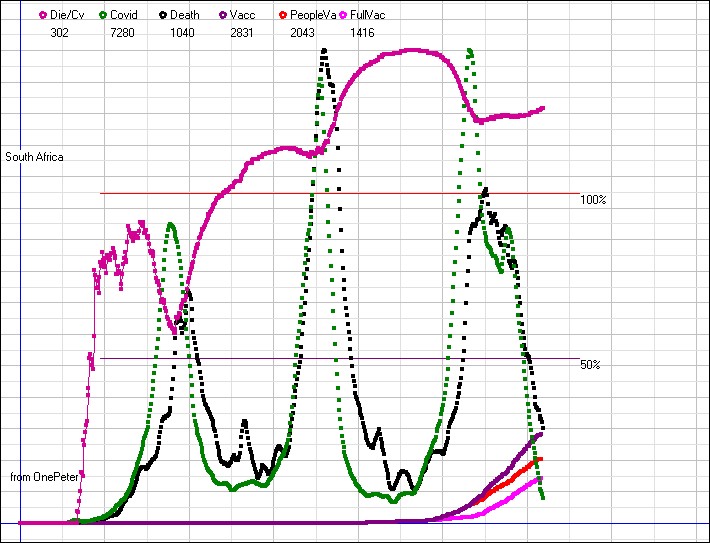 Die/Cv Covid Death Vacc PeopleVa FullVac
302 7280 1040 2831 2043 1416
South Africa
100%
50%
from OnePeter